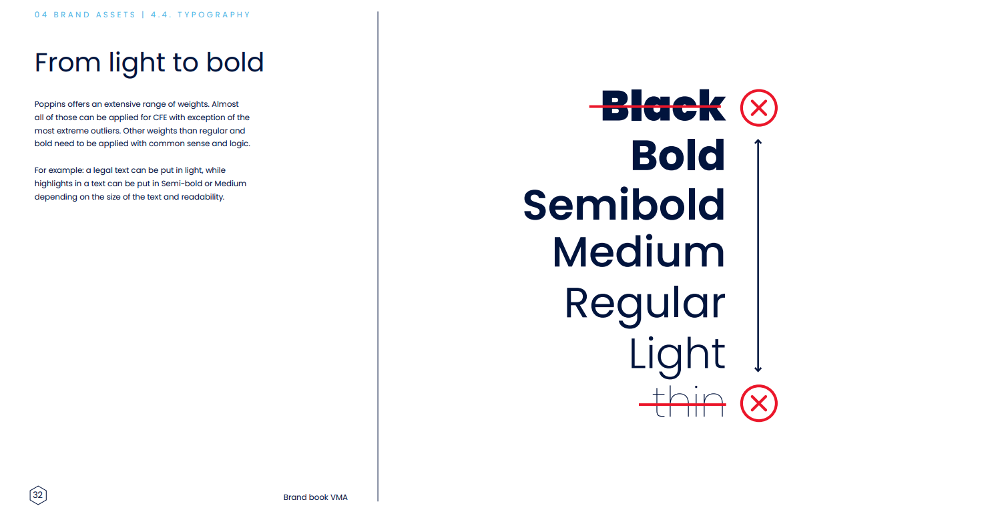 04 BRAND ASSETS | 4.4. TYPOGRAPHY
From light to bold
Poppins offers an extensive range of weights. Almost
all of those can be applied for CFE with exception of the
most extreme outliers. Other weights than regular and
bold need to be applied with common sense and logic.
For example: a legal text can be put in light, while
highlights in a text can be put in Semi-bold or Medium
depending on the size of the text and readability.
32
Brand book VMA
Black
Bold
Semibold
Medium
Regular
Light
thin